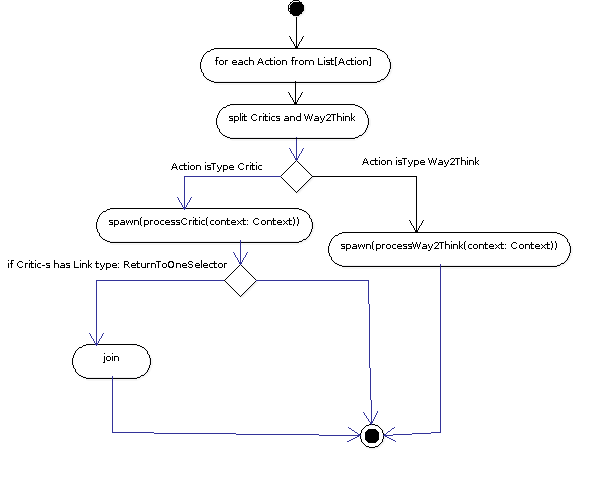 for each Action from List[Action]
split Critics and Way2Think
Action isType Critic
Action isType Way2Think
spawn(processCritic(context: Context))
spawn(processWay2Think(context: Context))
if Critic-s has Link type: ReturnToOneSelector
join